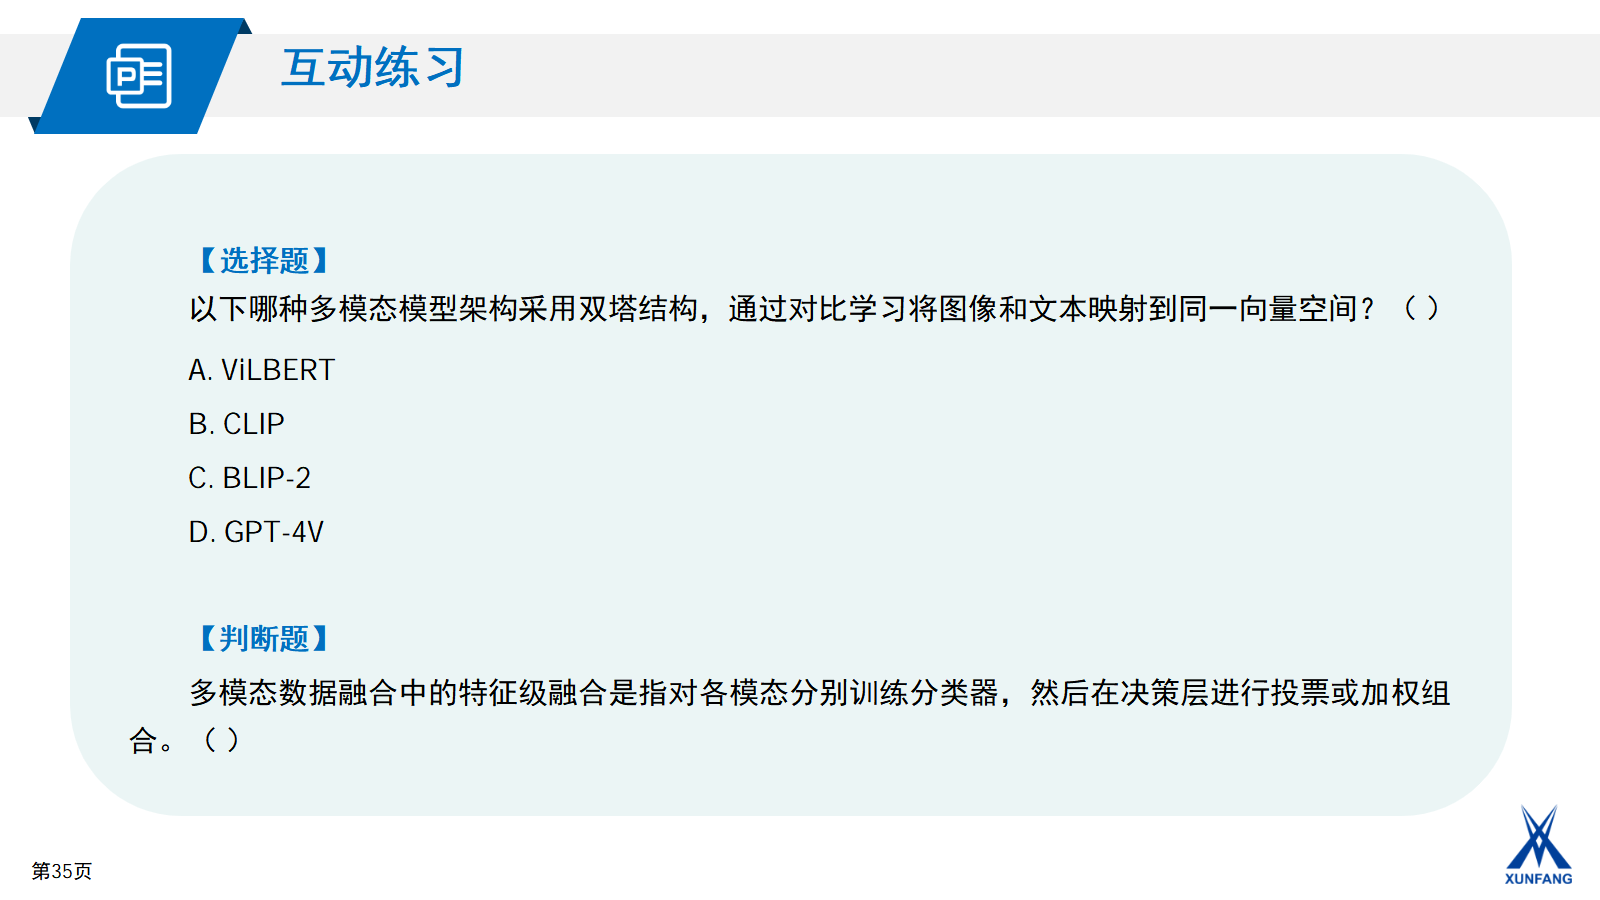 互动练习
【选择题】
以下哪种多模态模型架构采用双塔结构，通过对比学习将图像和文本映射到同一向量空间？（ ）
A. ViLBERT
B. CLIP
C. BLIP-2
D. GPT-4V
【判断题】
多模态数据融合中的特征级融合是指对各模态分别训练分类器，然后在决策层进行投票或加权组
合。（ ）
第35页
XUNFANG